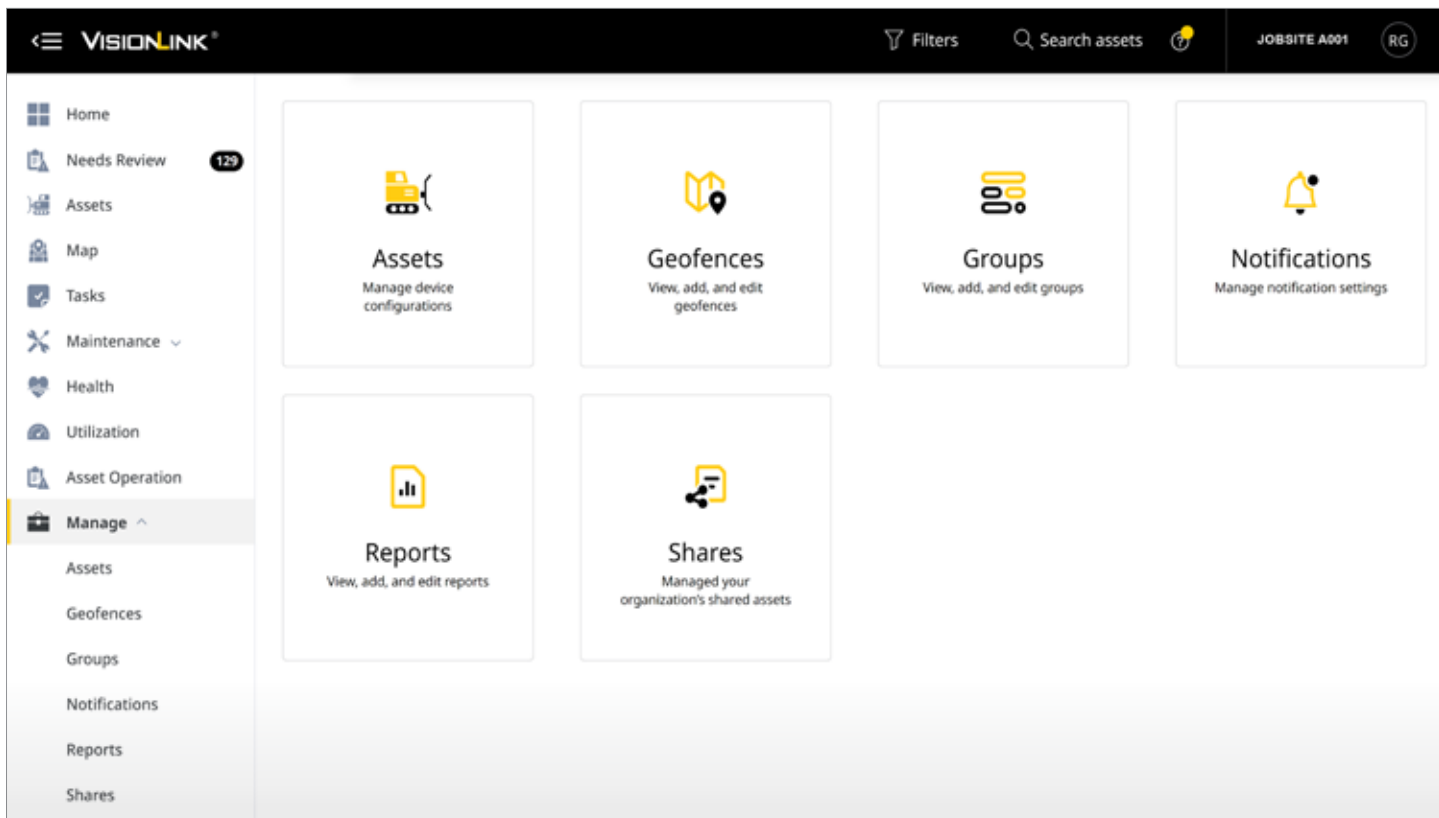 VISIONLINK®
Filters
Search assets
JOBSITE A001
RG
Home
Needs Review 129
Assets
Map
Tasks
Maintenance
Health
Utilization
Asset Operation
Manage
Assets
Geofences
Groups
Notifications
Reports
Shares
Assets
Manage device
configurations
Geofences
View, add, and edit
geofences
Groups
View, add, and edit groups
Notifications
Manage notification settings
Reports
View, add, and edit reports
Shares
Managed your
organization's shared assets